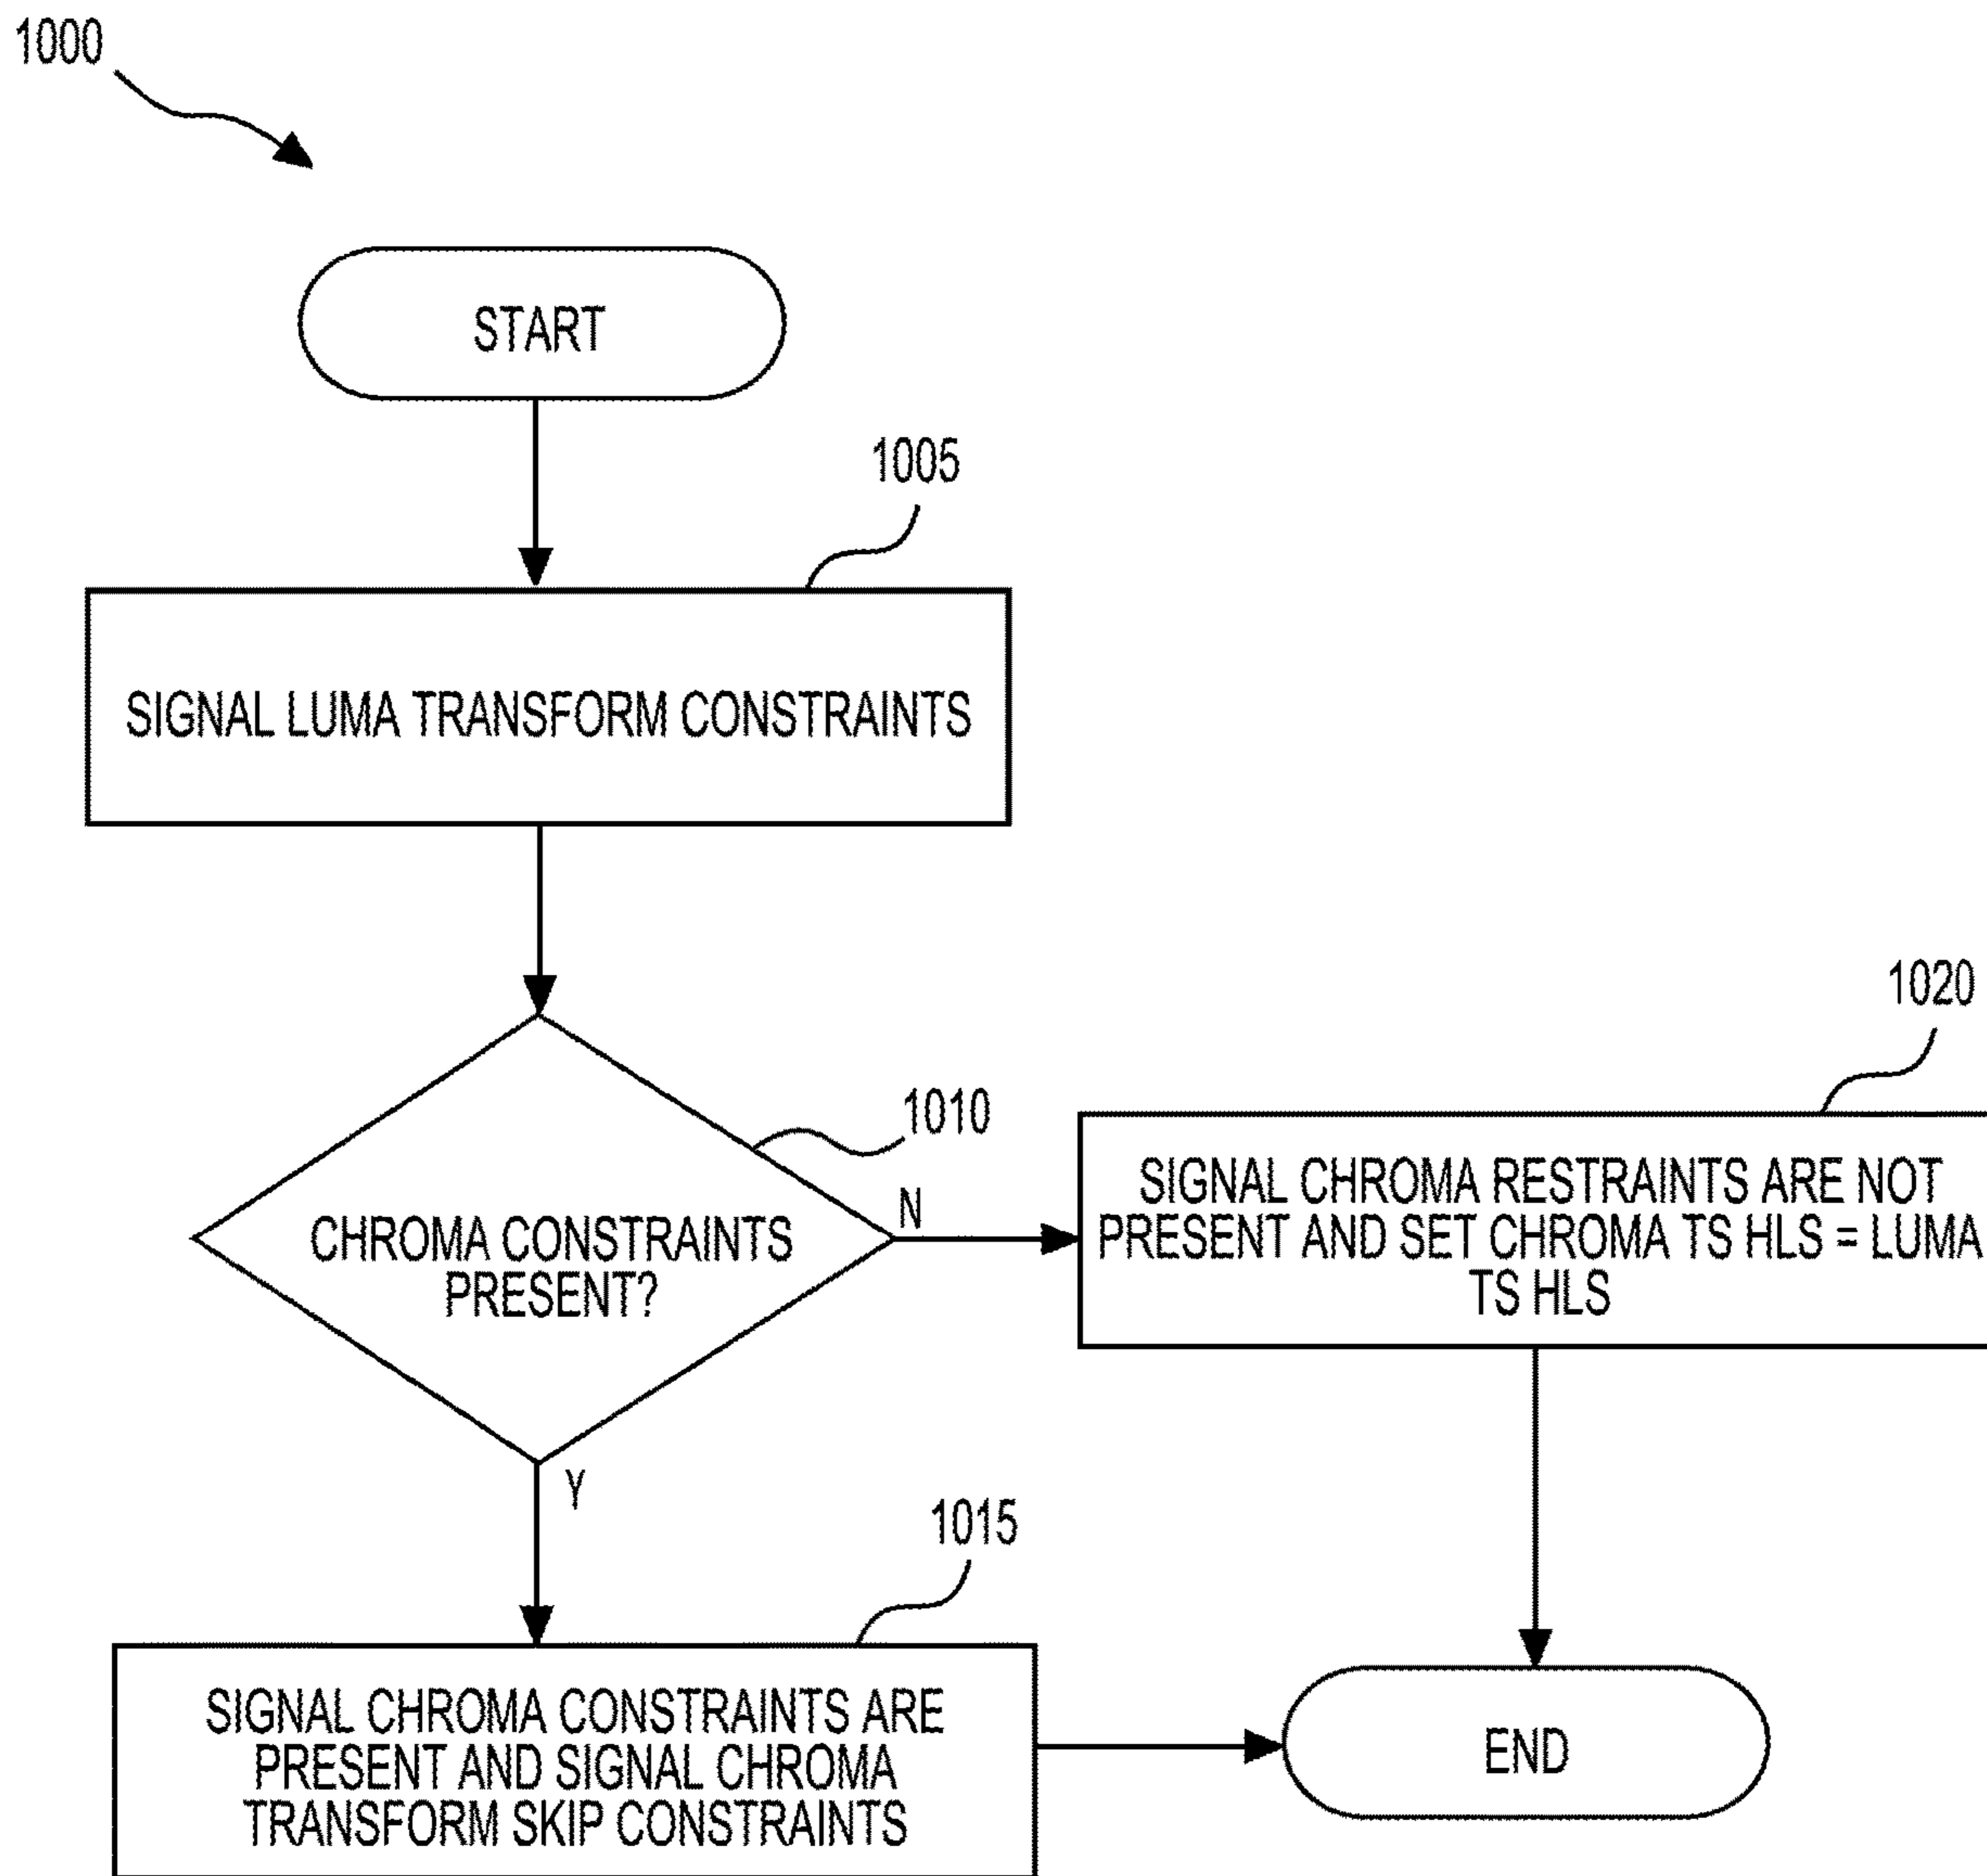 1000
START
1005
SIGNAL LUMA TRANSFORM CONSTRAINTS
1020
1010
CHROMA CONSTRAINTS
PRESENT?
N
SIGNAL CHROMA RESTRAINTS ARE NOT
PRESENT AND SET CHROMA TS HLS = LUMA
TS HLS
Y
1015
SIGNAL CHROMA CONSTRAINTS ARE
PRESENT AND SIGNAL CHROMA
TRANSFORM SKIP CONSTRAINTS
END